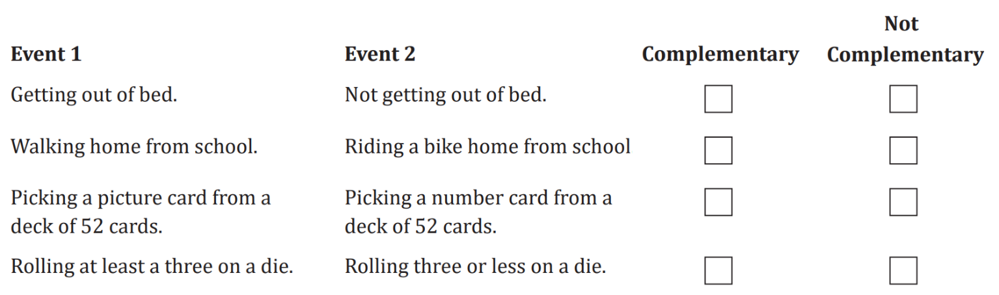 Not
Event 1 Event 2 Complementary Complementary
Getting out of bed. Not getting out of bed.
Walking home from school. Riding a bike home from school
Picking a picture card from a Picking a number card from a
deck of 52 cards. deck of 52 cards.
Rolling at least a three on a die. Rolling three or less on a die.